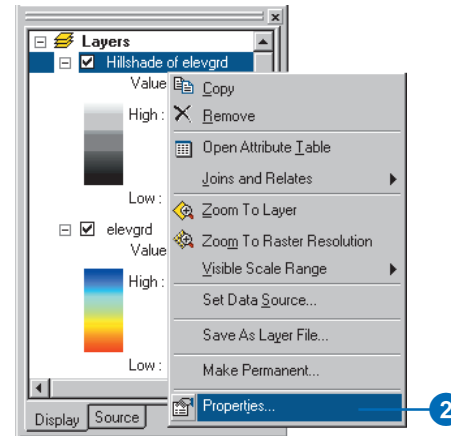 Layers
Hillshade of elevgrd
Value
High :
Low :
elevgrd
Value
High :
Low :
Display
Source
Copy
Remove
Open Attribute Table
Joins and Relates
Zoom To Layer
Zoom To Raster Resolution
Visible Scale Range
Set Data Source...
Save As Layer File...
Make Permanent...
Properties...
2